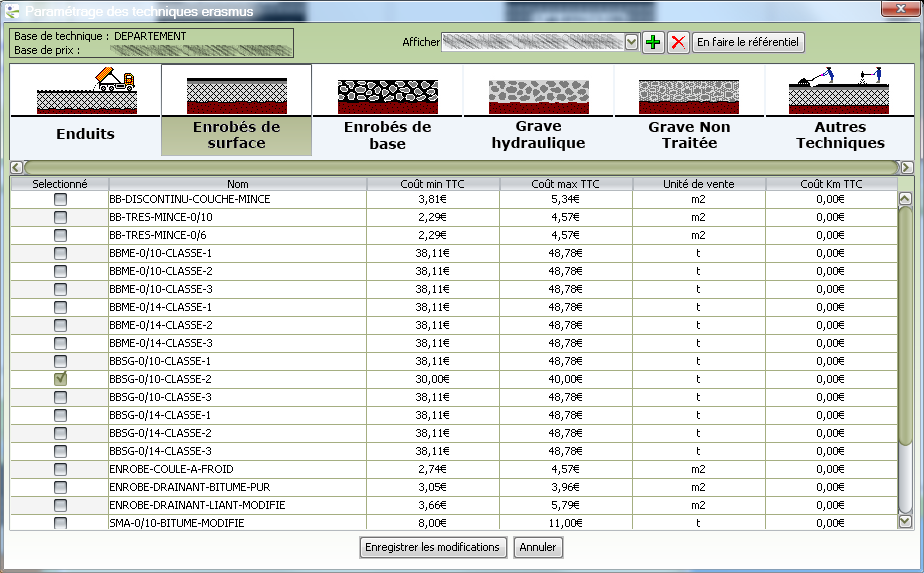 Paramètrage des techniques erasmus
Base de technique : DEPARTEMENT
Base de prix :
Afficher
En faire le référentiel
Enduits
Enrobés de
surface
Enrobés de
base
Grave
hydraulique
Grave Non
Traitée
Autres
Techniques
Selectionné Nom Coût min TTC Coût max TTC Unité de vente Coût Km TTC
BB-DISCONTINU-COUCHE-MINCE 3,81€ 5,34€ m2 0,00€
BB-TRES-MINCE-0/10 2,29€ 4,57€ m2 0,00€
BB-TRES-MINCE-0/6 2,29€ 4,57€ m2 0,00€
BBME-0/10-CLASSE-1 38,11€ 48,78€ t 0,00€
BBME-0/10-CLASSE-2 38,11€ 48,78€ t 0,00€
BBME-0/10-CLASSE-3 38,11€ 48,78€ t 0,00€
BBME-0/14-CLASSE-1 38,11€ 48,78€ t 0,00€
BBME-0/14-CLASSE-2 38,11€ 48,78€ t 0,00€
BBME-0/14-CLASSE-3 38,11€ 48,78€ t 0,00€
BBSG-0/10-CLASSE-1 38,11€ 48,78€ t 0,00€
BBSG-0/10-CLASSE-2 30,00€ 40,00€ t 0,00€
BBSG-0/10-CLASSE-3 38,11€ 48,78€ t 0,00€
BBSG-0/14-CLASSE-1 38,11€ 48,78€ t 0,00€
BBSG-0/14-CLASSE-2 38,11€ 48,78€ t 0,00€
BBSG-0/14-CLASSE-3 38,11€ 48,78€ t 0,00€
ENROBE-COULE-A-FROID 2,74€ 4,57€ m2 0,00€
ENROBE-DRAINANT-BITUME-PUR 3,05€ 3,96€ m2 0,00€
ENROBE-DRAINANT-LIANT-MODIFIE 3,66€ 5,79€ m2 0,00€
SMA-0/10-BITUME-MODIFIE 8,00€ 11,00€ t 0,00€
Enregistrer les modifications
Annuler